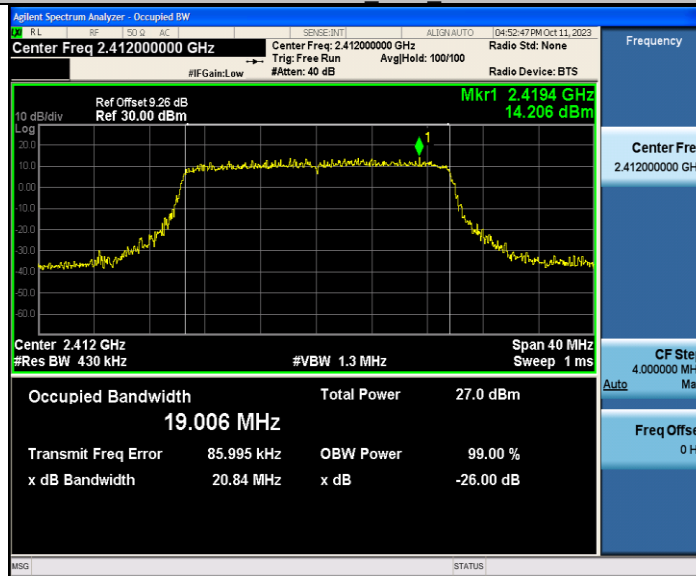 Agilent Spectrum Analyzer - Occupied BW
RL RF 50 Ω AC SENSE:INT ALIGN AUTO 04:52:47 PM Oct 11, 2023
Center Freq 2.412000000 GHz Center Freq: 2.412000000 GHz Radio Std: None
Trig: Free Run Avg|Hold: 100/100
#IFGain:Low #Atten: 40 dB Radio Device: BTS
Frequency
Mkr1 2.4194 GHz
14.206 dBm
Ref Offset 9.26 dB
10 dB/div Ref 30.00 dBm
Log
1
20.0
10.0
0.00
-10.0
-20.0
-30.0
-40.0
-50.0
-60.0
Center Fre
2.412000000 GH
Center 2.412 GHz Span 40 MHz
#Res BW 430 kHz #VBW 1.3 MHz Sweep 1 ms
CF Step
4.000000 MH
Auto Ma
Occupied Bandwidth Total Power 27.0 dBm
19.006 MHz
Transmit Freq Error 85.995 kHz OBW Power 99.00 %
x dB Bandwidth 20.84 MHz x dB -26.00 dB
Freq Offse
0 H
MSG STATUS